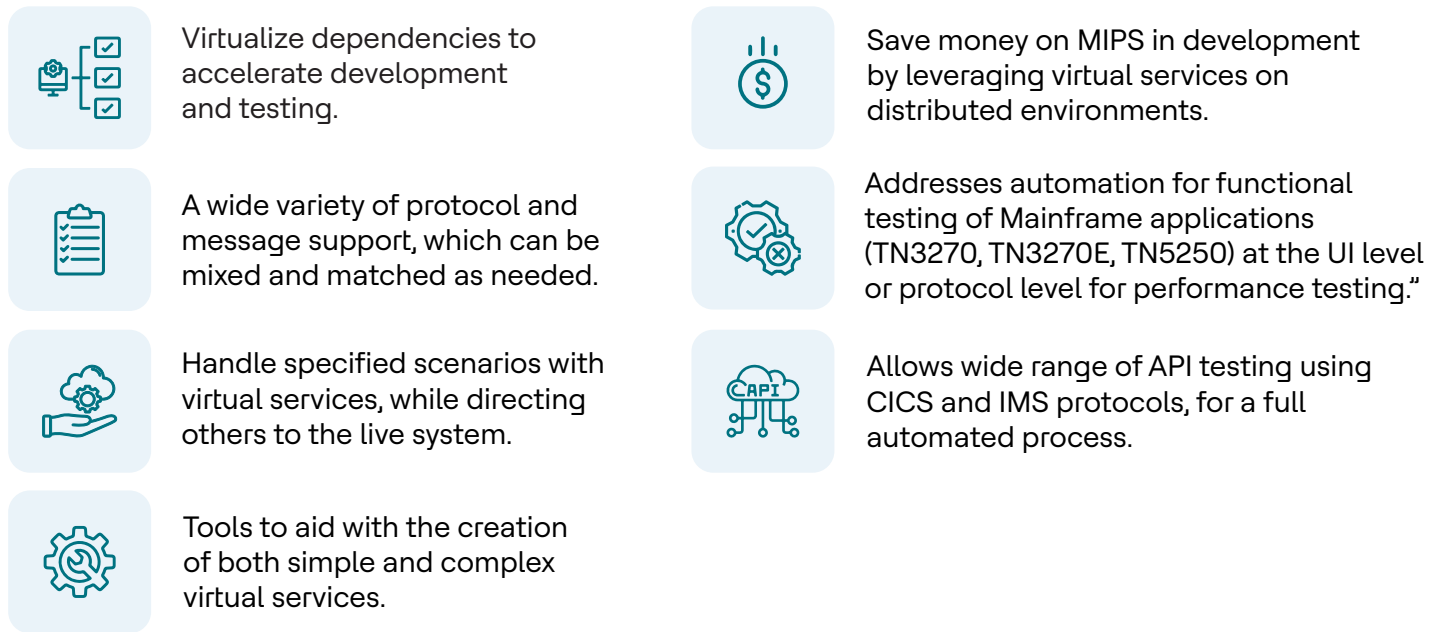 Virtualize dependencies to
accelerate development
and testing.
A wide variety of protocol and
message support, which can be
mixed and matched as needed.
Handle specified scenarios with
virtual services, while directing
others to the live system.
Tools to aid with the creation
of both simple and complex
virtual services.
Save money on MIPS in development
by leveraging virtual services on
distributed environments.
Addresses automation for functional
testing of Mainframe applications
(TN3270, TN3270E, TN5250) at the UI level
or protocol level for performance testing.”
API
Allows wide range of API testing using
CICS and IMS protocols, for a full
automated process.